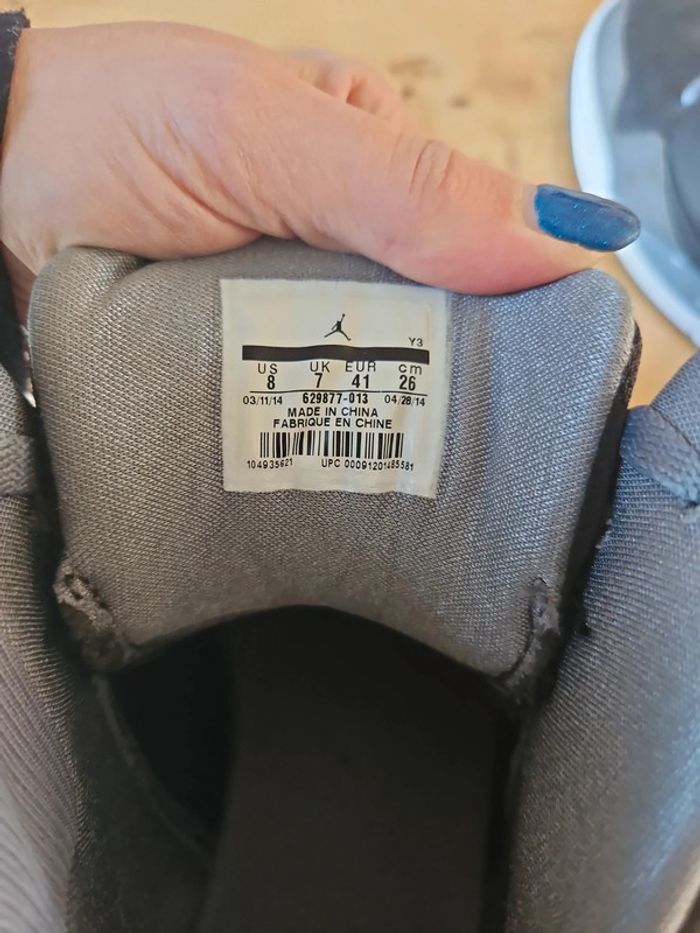 Y3
US UK EUR cm
8 7 41 26
03/11/14 629877-013 04/28/14
MADE IN CHINA
FABRIQUE EN CHINE
104935621 UPC 00091201485581